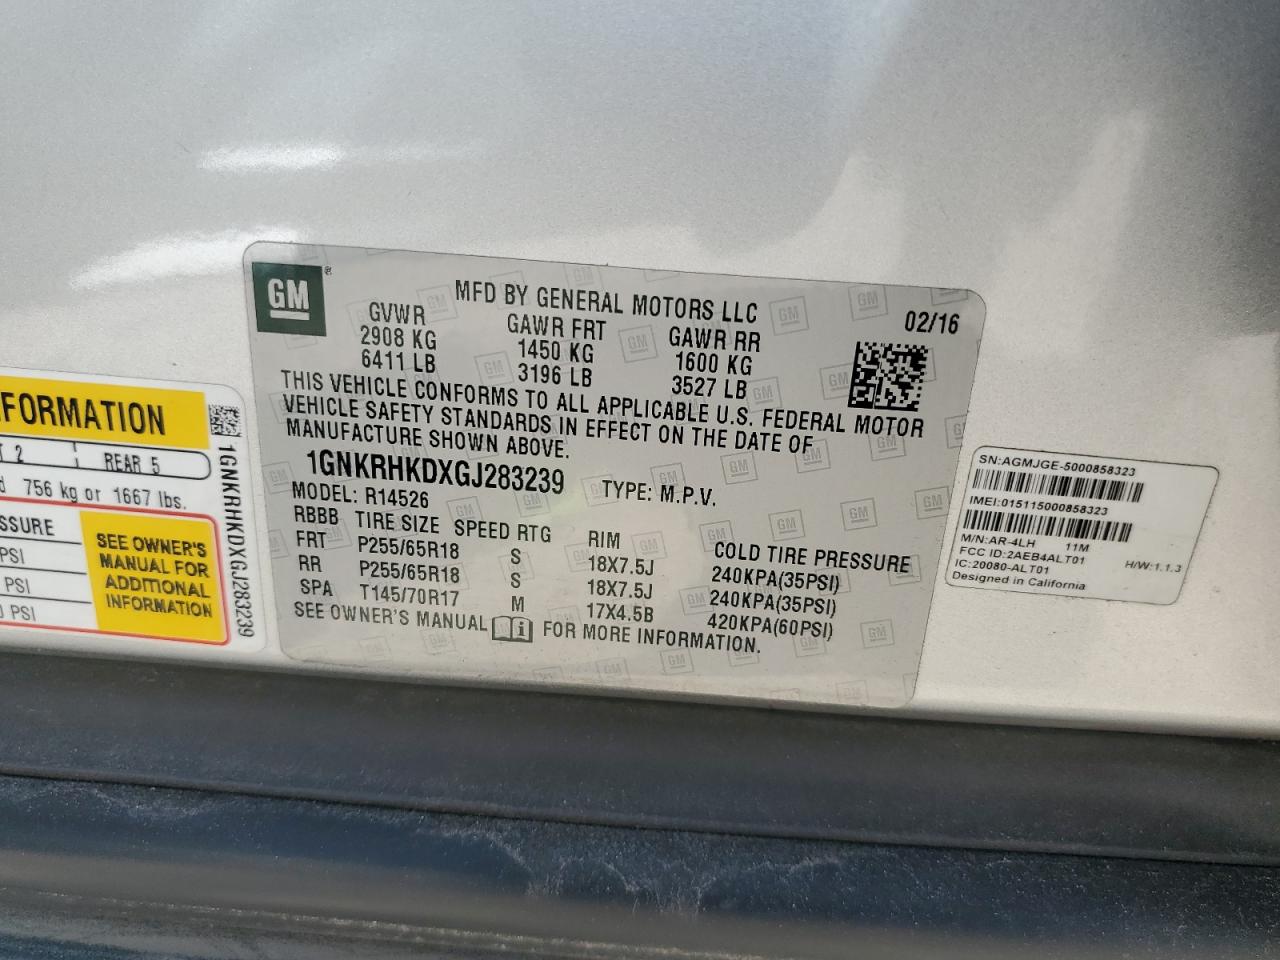 GM
®
MFD BY GENERAL MOTORS LLC
02/16
GVWR GAWR FRT GAWR RR
2908 KG 1450 KG 1600 KG
6411 LB 3196 LB 3527 LB
THIS VEHICLE CONFORMS TO ALL APPLICABLE U.S. FEDERAL MOTOR
VEHICLE SAFETY STANDARDS IN EFFECT ON THE DATE OF
MANUFACTURE SHOWN ABOVE.
1GNKRHKDXGJ283239 TYPE: M.P.V.
MODEL: R14526
RBBB TIRE SIZE SPEED RTG RIM COLD TIRE PRESSURE
FRT P255/65R18 S 18X7.5J 240KPA(35PSI)
RR P255/65R18 S 18X7.5J 240KPA(35PSI)
SPA T145/70R17 M 17X4.5B 420KPA(60PSI)
SEE OWNER'S MANUAL i FOR MORE INFORMATION.
FORMATION
2 REAR 5
756 kg or 1667 lbs.
SSURE
PSI
PSI
PSI
SEE OWNER'S
MANUAL FOR
ADDITIONAL
INFORMATION
1GNKRHKDXGJ283239
SN:AGMJGE-5000858323
IMEI:015115000858323
M/N:AR-4LH 11M
FCC ID:2AEB4ALT01
IC:20080-ALT01
Designed in California
H/W:1.1.3